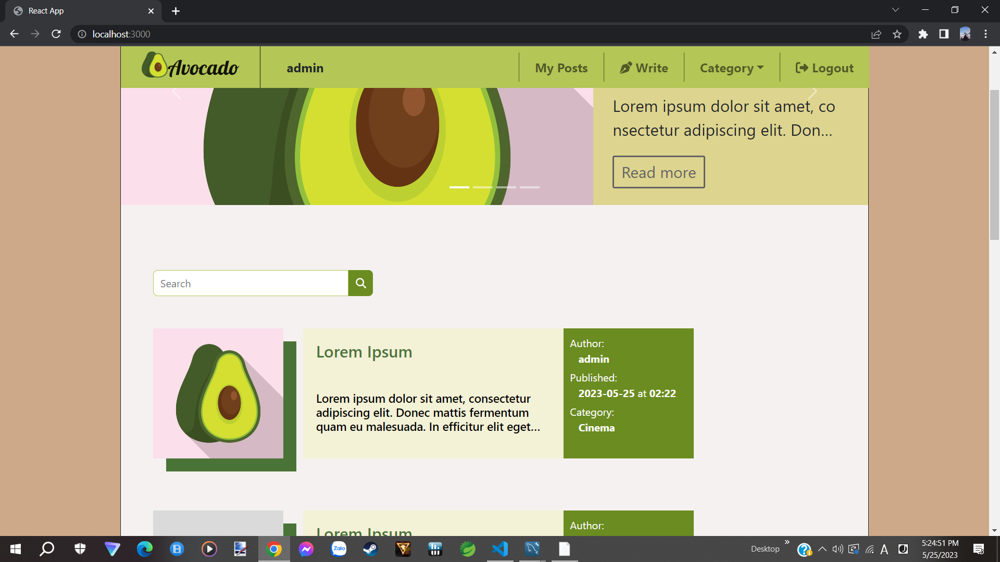 React App
localhost:3000
Avocado
admin
My Posts
Write
Category
Logout
Lorem ipsum dolor sit amet, co
nsectetur adipiscing elit. Don...
Read more
Search
Lorem Ipsum
Lorem ipsum dolor sit amet, consectetur
adipiscing elit. Donec mattis fermentum
quam eu malesuada. In efficitur elit eget...
Author:
admin
Published:
2023-05-25 at 02:22
Category:
Cinema
Lorem Ipsum
Author:
Zalo
Desktop
A
J
5:24:51 PM
5/25/2023